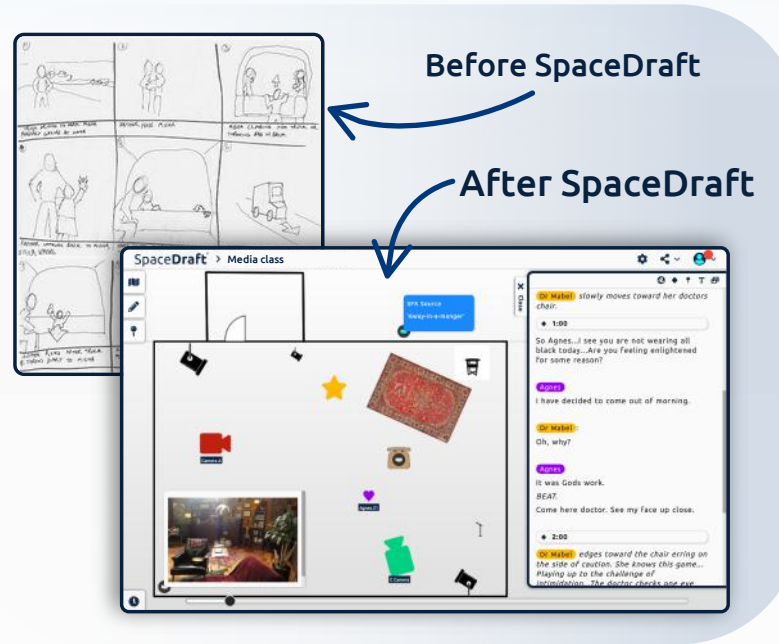 Before SpaceDraft
After SpaceDraft
FATHER HUGS MICHA
SpaceDraft > Media class
Close
SFX Source
"Away-in-a-manger"
Camera A
Agnes
C Camera
Dr Mabel slowly moves toward her doctors
chair.
1:00
So Agnes...I see you are not wearing all
black today...Are you feeling enlightened
for some reason?
Agnes
I have decided to come out of morning.
Dr Mabel:
Oh, why?
Agnes
It was Gods work.
BEAT.
Come here doctor. See my face up close.
2:00
Dr Mabel edges toward the chair erring on
the side of caution. She knows this game...
Playing up to the challenge of
intimidation...The doctor checks one eye